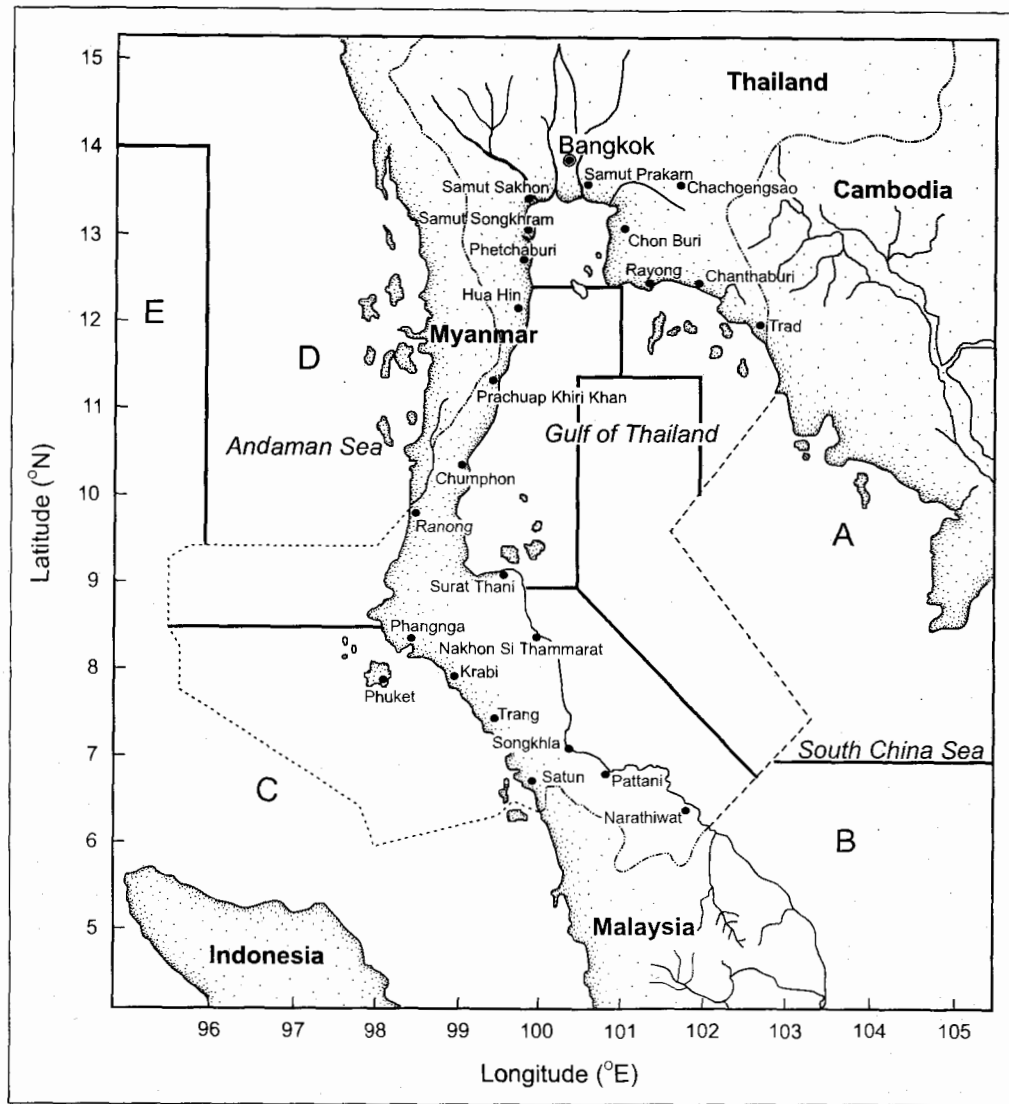 15
Thailand
14
Bangkok
Samut Prakarn
Samut Sakhon
Chachoengsao
Cambodia
Samut Songkhram
13
Chon Buri
Phetchaburi
Rayong
Chanthaburi
E
Hua Hin
12
Myanmar
Trad
D
Prachuap Khiri Khan
11
Gulf of Thailand
Andaman Sea
Chumphon
10
Ranong
A
Latitude (°N)
9
Surat Thani
Phangnga
Nakhon Si Thammarat
8
Krabi
Phuket
Trang
Songkhla
7
South China Sea
C
Satun
Pattani
Narathiwat
6
B
5
Malaysia
Indonesia
96 97 98 99 100 101 102 103 104 105
Longitude (°E)